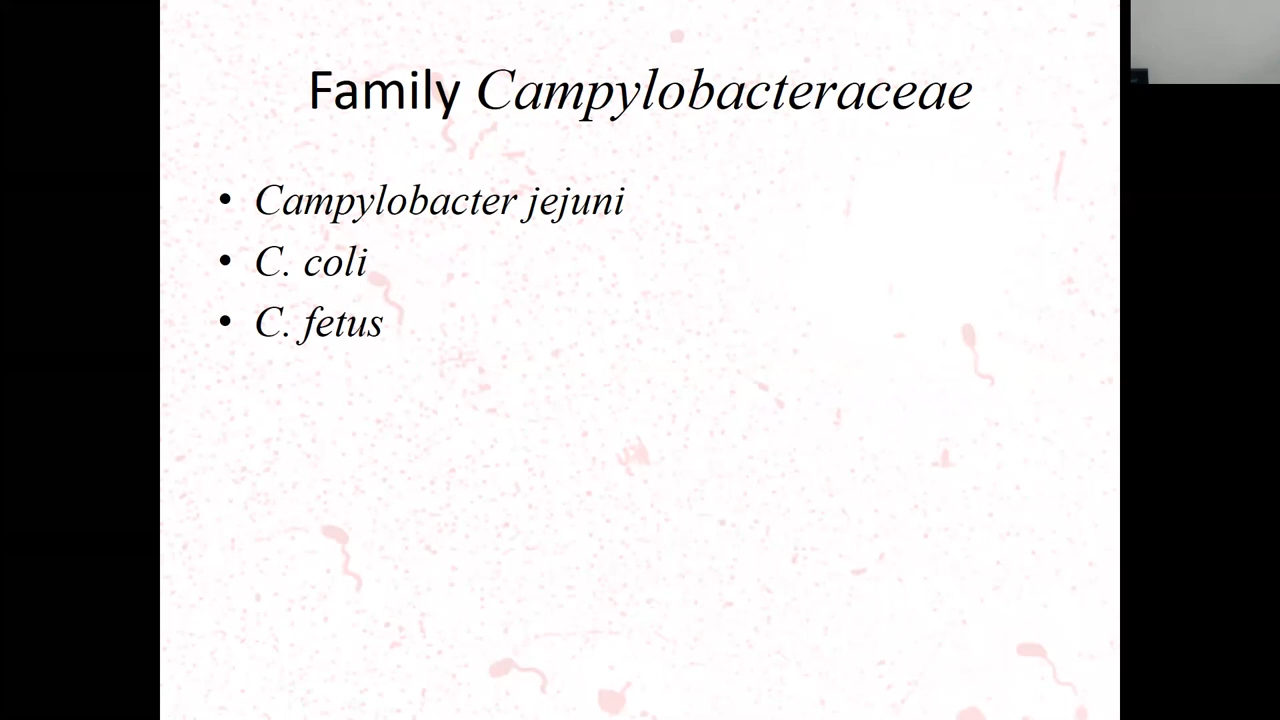 Family Campylobacteraceae
• Campylobacter jejuni
• C. coli
• C. fetus